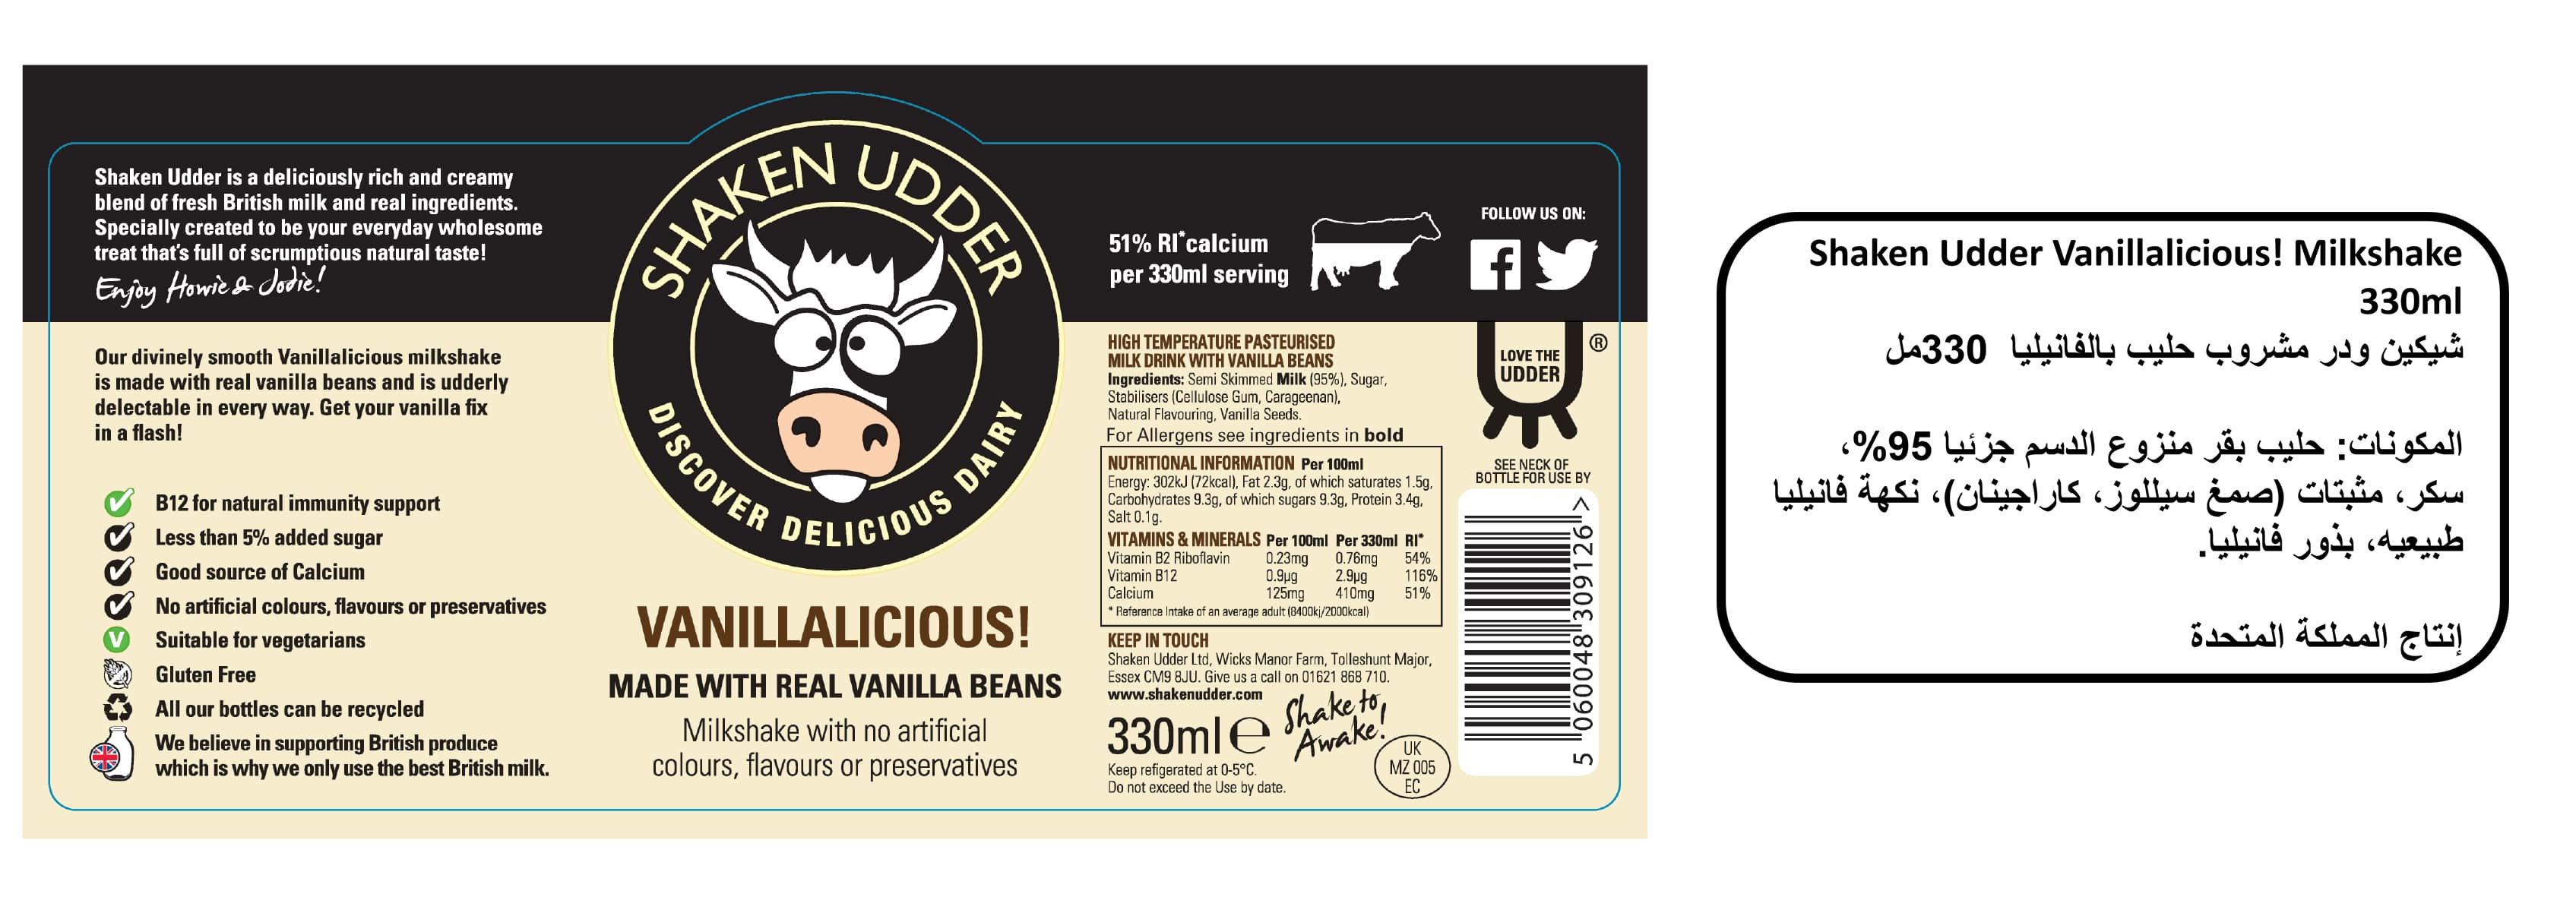 Shaken Udder is a deliciously rich and creamy
blend of fresh British milk and real ingredients.
Specially created to be your everyday wholesome
treat that's full of scrumptious natural taste!
Enjoy Howie & Jodie!
Our divinely smooth Vanillalicious milkshake
is made with real vanilla beans and is udderly
delectable in every way. Get your vanilla fix
in a flash!
B12 for natural immunity support
Less than 5% added sugar
Good source of Calcium
No artificial colours, flavours or preservatives
V Suitable for vegetarians
Gluten Free
All our bottles can be recycled
We believe in supporting British produce
which is why we only use the best British milk.
SHAKEN UDDER
DISCOVER DELICIOUS DAIRY
VANILLALICIOUS!
MADE WITH REAL VANILLA BEANS
Milkshake with no artificial
colours, flavours or preservatives
51% RI*calcium
per 330ml serving
FOLLOW US ON:
HIGH TEMPERATURE PASTEURISED
MILK DRINK WITH VANILLA BEANS
Ingredients: Semi Skimmed Milk (95%), Sugar,
Stabilisers (Cellulose Gum, Carageenan),
Natural Flavouring, Vanilla Seeds.
For Allergens see ingredients in bold
NUTRITIONAL INFORMATION Per 100ml
Energy: 302kJ (72kcal), Fat 2.3g, of which saturates 1.5g,
Carbohydrates 9.3g, of which sugars 9.3g, Protein 3.4g,
Salt 0.1g.
VITAMINS & MINERALS Per 100ml Per 330ml RI*
Vitamin B2 Riboflavin 0.23mg 0.76mg 54%
Vitamin B12 0.9µg 2.9µg 116%
Calcium 125mg 410mg 51%
* Reference Intake of an average adult (8400kj/2000kcal)
KEEP IN TOUCH
Shaken Udder Ltd, Wicks Manor Farm, Tolleshunt Major,
Essex CM9 8JU. Give us a call on 01621 868 710.
www.shakenudder.com
330ml e
Shake to
Awake!
Keep refigerated at 0-5°C.
Do not exceed the Use by date.
UK
MZ 005
EC
LOVE THE
UDDER
®
SEE NECK OF
BOTTLE FOR USE BY
5 060048 309126 >
Shaken Udder Vanillalicious! Milkshake
330ml
شيكين ودر مشروب حليب بالفانيليا 330مل
المكونات: حليب بقر منزوع الدسم جزئيا 95%،
سكر، مثبتات (صمغ سيللوز، كاراجينان)، نكهة فانيليا
طبيعيه، بذور فانيليا.
إنتاج المملكة المتحدة